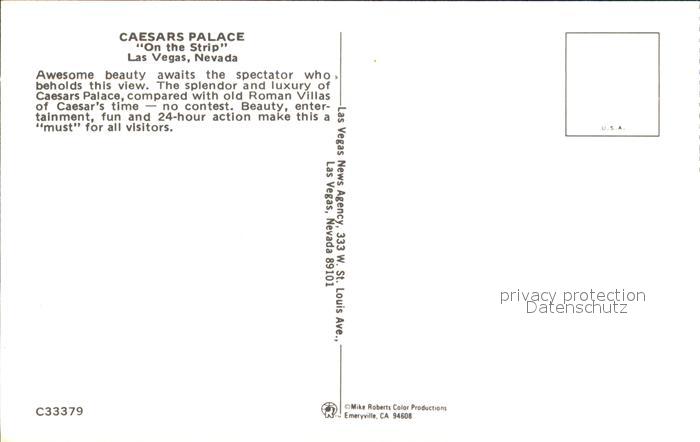 CAESARS PALACE
"On the Strip"
Las Vegas, Nevada
Awesome beauty awaits the spectator who
beholds this view. The splendor and luxury of
Caesars Palace, compared with old Roman Villas
of Caesar's time — no contest. Beauty, enter-
tainment, fun and 24-hour action make this a
"must" for all visitors.
Las Vegas News Agency, 333 W. St. Louis Ave.,
Las Vegas, Nevada 89101
U.S.A.
privacy protection
Datenschutz
C33379
©Mike Roberts Color Productions
Emeryville, CA 94608